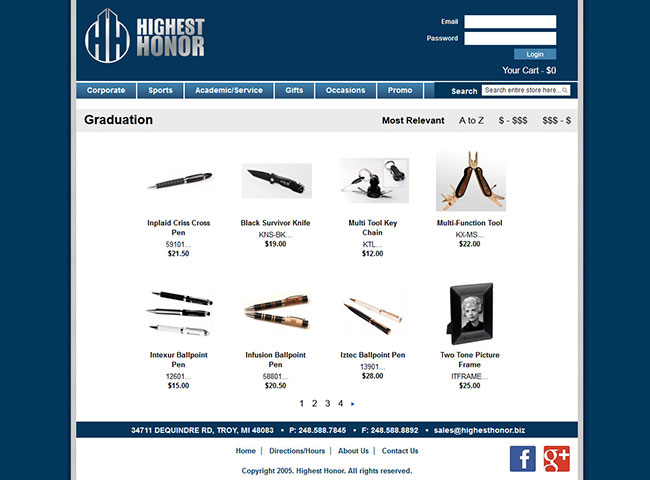 HIGHEST
HONOR
Email
Password
Login
Your Cart - $0
Corporate Sports Academic/Service Gifts Occasions Promo Search Search entire store here...
Graduation Most Relevant A to Z $ - $$$ $$$ - $
Inplaid Criss Cross
Pen
59101...
$21.50
Black Survivor Knife
KNS-BK...
$19.00
Multi Tool Key
Chain
KTL...
$12.00
Multi-Function Tool
KX-MS...
$22.00
Intexur Ballpoint
Pen
12601...
$15.00
Infusion Ballpoint
Pen
58801...
$20.50
Iztec Ballpoint Pen
13901...
$28.00
Two Tone Picture
Frame
ITFRAME...
$25.00
1 2 3 4
34711 DEQUINDRE RD, TROY, MI 48083 • P: 248.588.7845 • F: 248.588.8892 • sales@highesthonor.biz
Home | Directions/Hours | About Us | Contact Us
Copyright 2005. Highest Honor. All rights reserved.
f g+